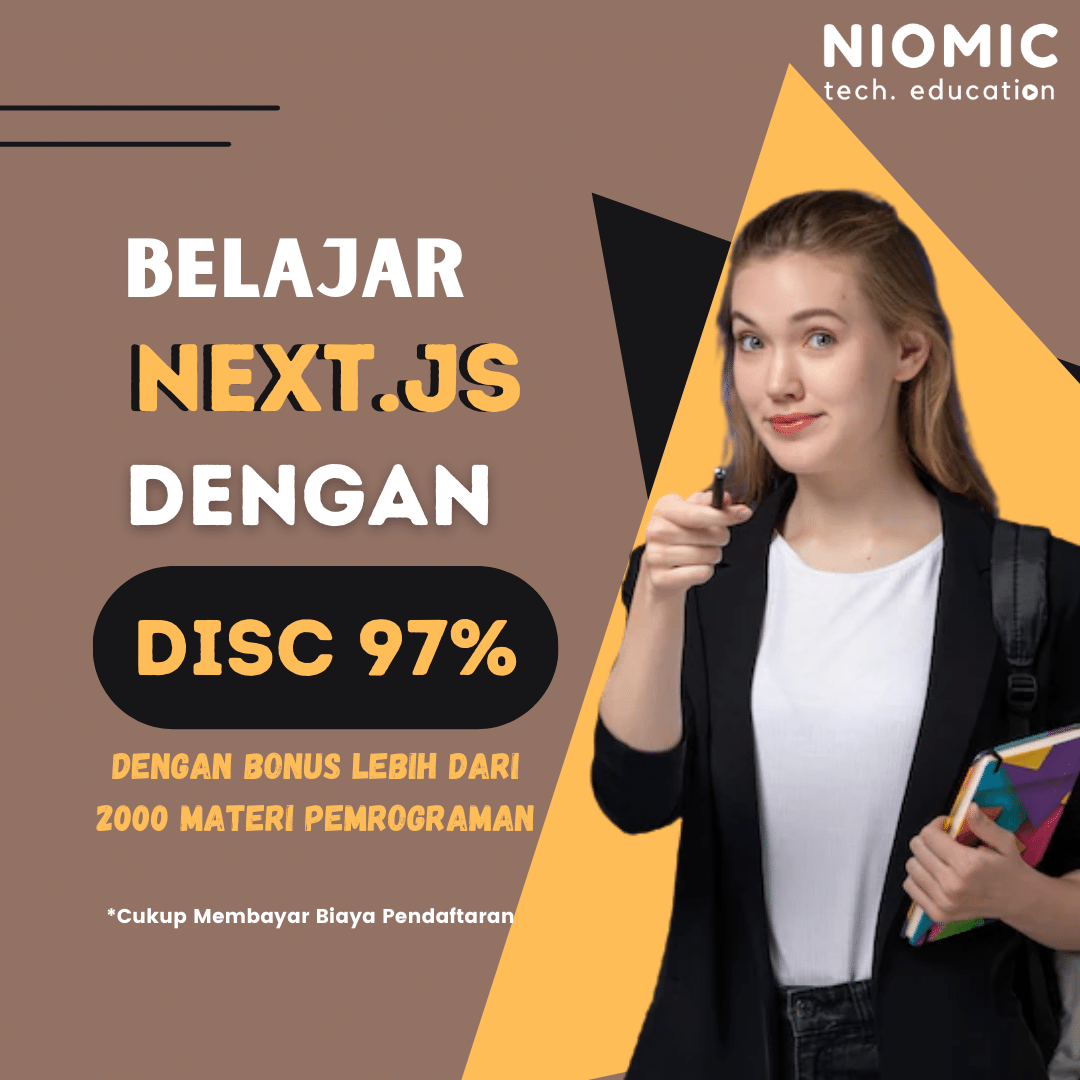 NIOMIC
tech. education
BELAJAR
NEXT.JS
DENGAN
DISC 97%
DENGAN BONUS LEBIH DARI
2000 MATERI PEMROGRAMAN
*Cukup Membayar Biaya Pendaftaran